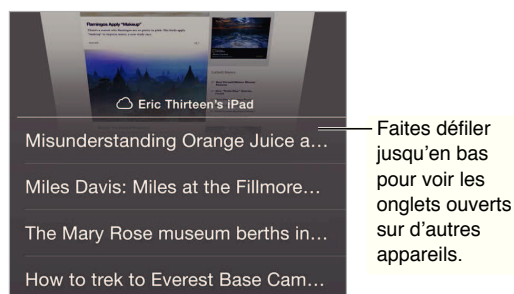 Flamingos Apply "Makeup"
Eric Thirteen's iPad
Misunderstanding Orange Juice a...
Miles Davis: Miles at the Fillmore...
The Mary Rose museum berths in...
How to trek to Everest Base Cam...
Faites défiler
jusqu'en bas
pour voir les
onglets ouverts
sur d'autres
appareils.